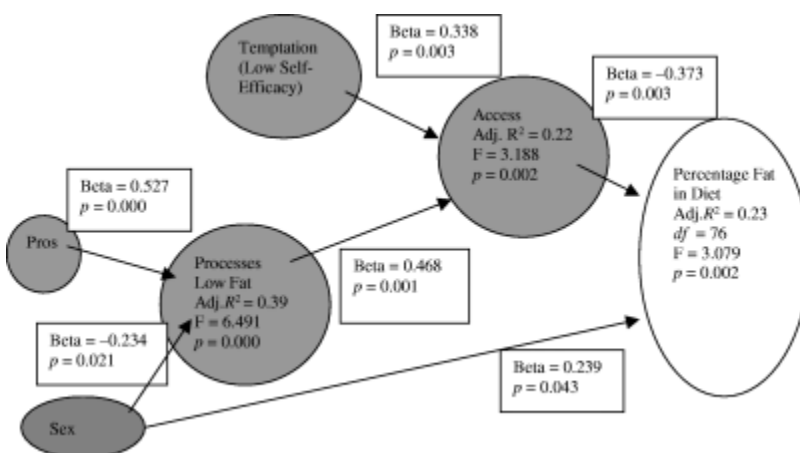 Temptation
(Low Self-
Efficacy)
Beta = 0.338
p = 0.003
Beta = –0.373
p = 0.003
Access
Adj. R² = 0.22
F = 3.188
p = 0.002
Percentage Fat
in Diet
Adj.R² = 0.23
df = 76
F = 3.079
p = 0.002
Beta = 0.527
p = 0.000
Pros
Processes
Low Fat
Adj.R² = 0.39
F = 6.491
p = 0.000
Beta = 0.468
p = 0.001
Beta = –0.234
p = 0.021
Beta = 0.239
p = 0.043
Sex